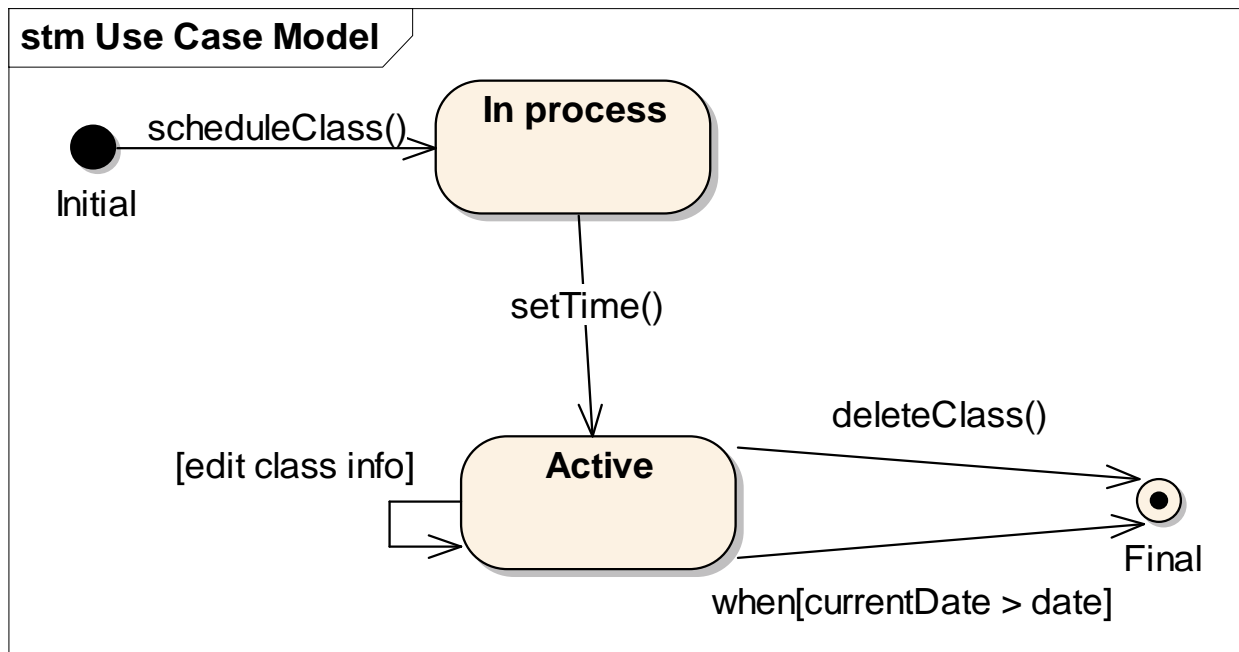 stm Use Case Model
In process
scheduleClass()
Initial
setTime()
deleteClass()
[edit class info]
Active
Final
when[currentDate > date]